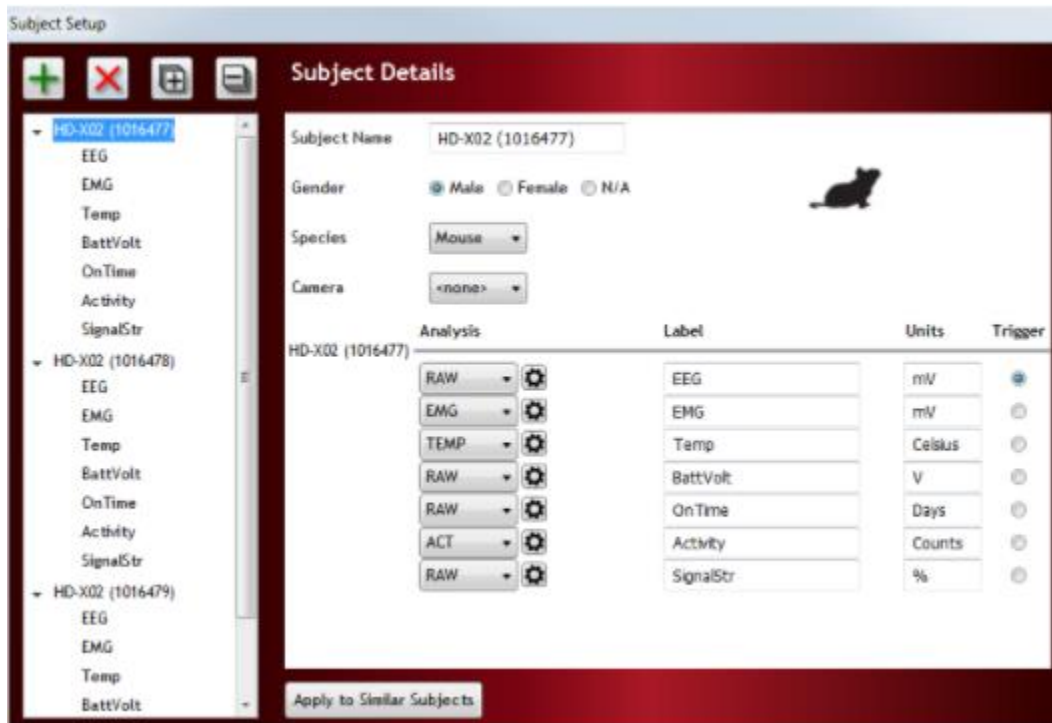 Subject Setup
Subject Details
HD-X02 (1016477)
EEG
EMG
Temp
BattVolt
OnTime
Activity
SignalStr
HD-X02 (1016478)
EEG
EMG
Temp
BattVolt
OnTime
Activity
SignalStr
HD-X02 (1016479)
EEG
EMG
Temp
BattVolt
Subject Name HD-X02 (1016477)
Gender Male Female N/A
Species Mouse
Camera <none>
Analysis Label Units Trigger
HD-X02 (1016477)
RAW EEG mV
EMG EMG mV
TEMP Temp Celsius
RAW BattVolt V
RAW OnTime Days
ACT Activity Counts
RAW SignalStr %
Apply to Similar Subjects